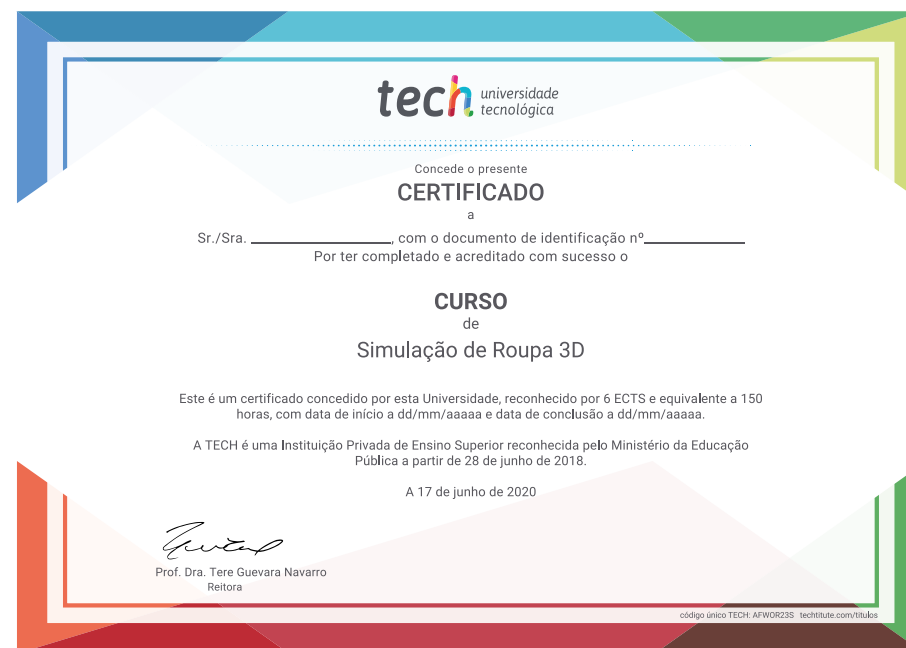 tech universidade
tecnológica
Concede o presente
CERTIFICADO
a
Sr./Sra. ____________________, com o documento de identificação nº______________
Por ter completado e acreditado com sucesso o
CURSO
de
Simulação de Roupa 3D
Este é um certificado concedido por esta Universidade, reconhecido por 6 ECTS e equivalente a 150
horas, com data de início a dd/mm/aaaaa e data de conclusão a dd/mm/aaaaa.
A TECH é uma Instituição Privada de Ensino Superior reconhecida pelo Ministério da Educação
Pública a partir de 28 de junho de 2018.
A 17 de junho de 2020
Prof. Dra. Tere Guevara Navarro
Reitora
código único TECH: AFWOR23S techtitute.com/titulos